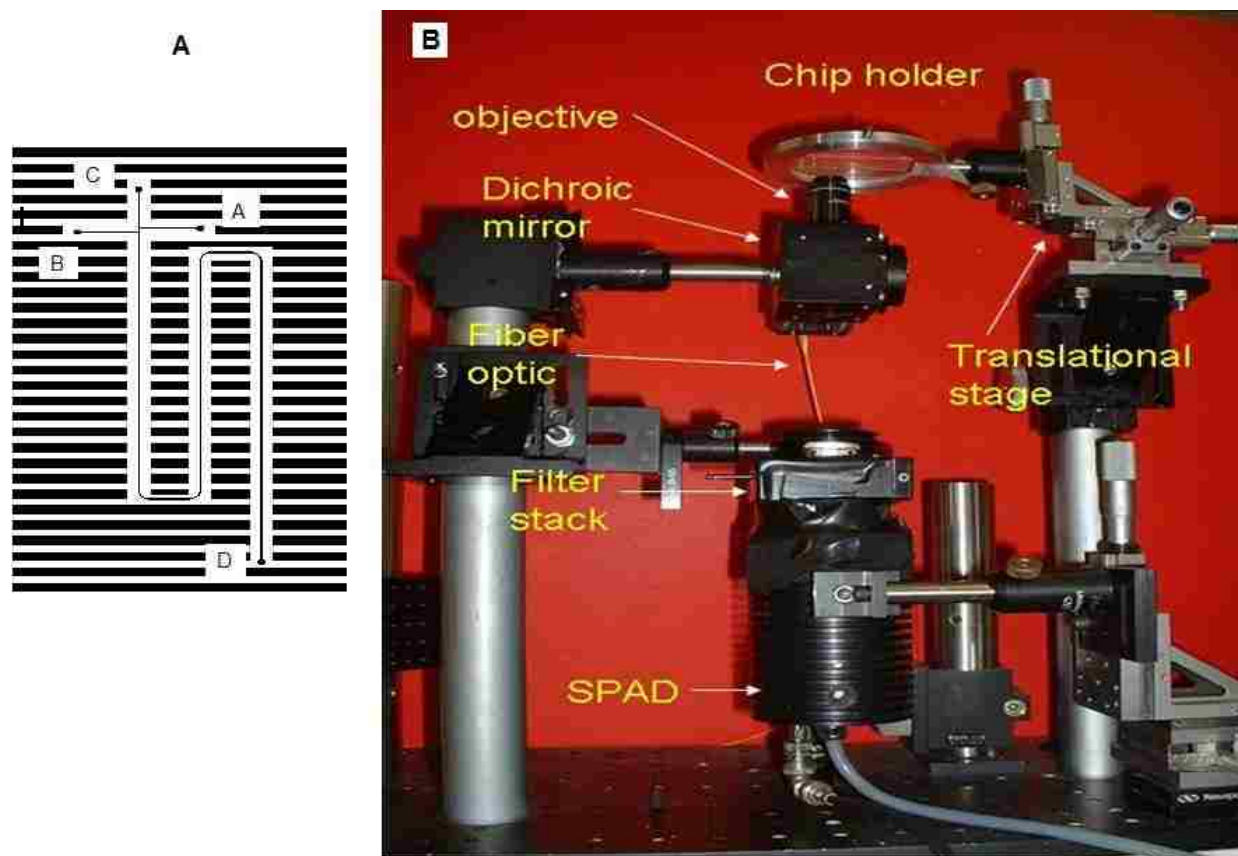 A
C
A
B
D
B
Chip holder
objective
Dichroic
mirror
Fiber
optic
Translational
stage
Filter
stack
SPAD